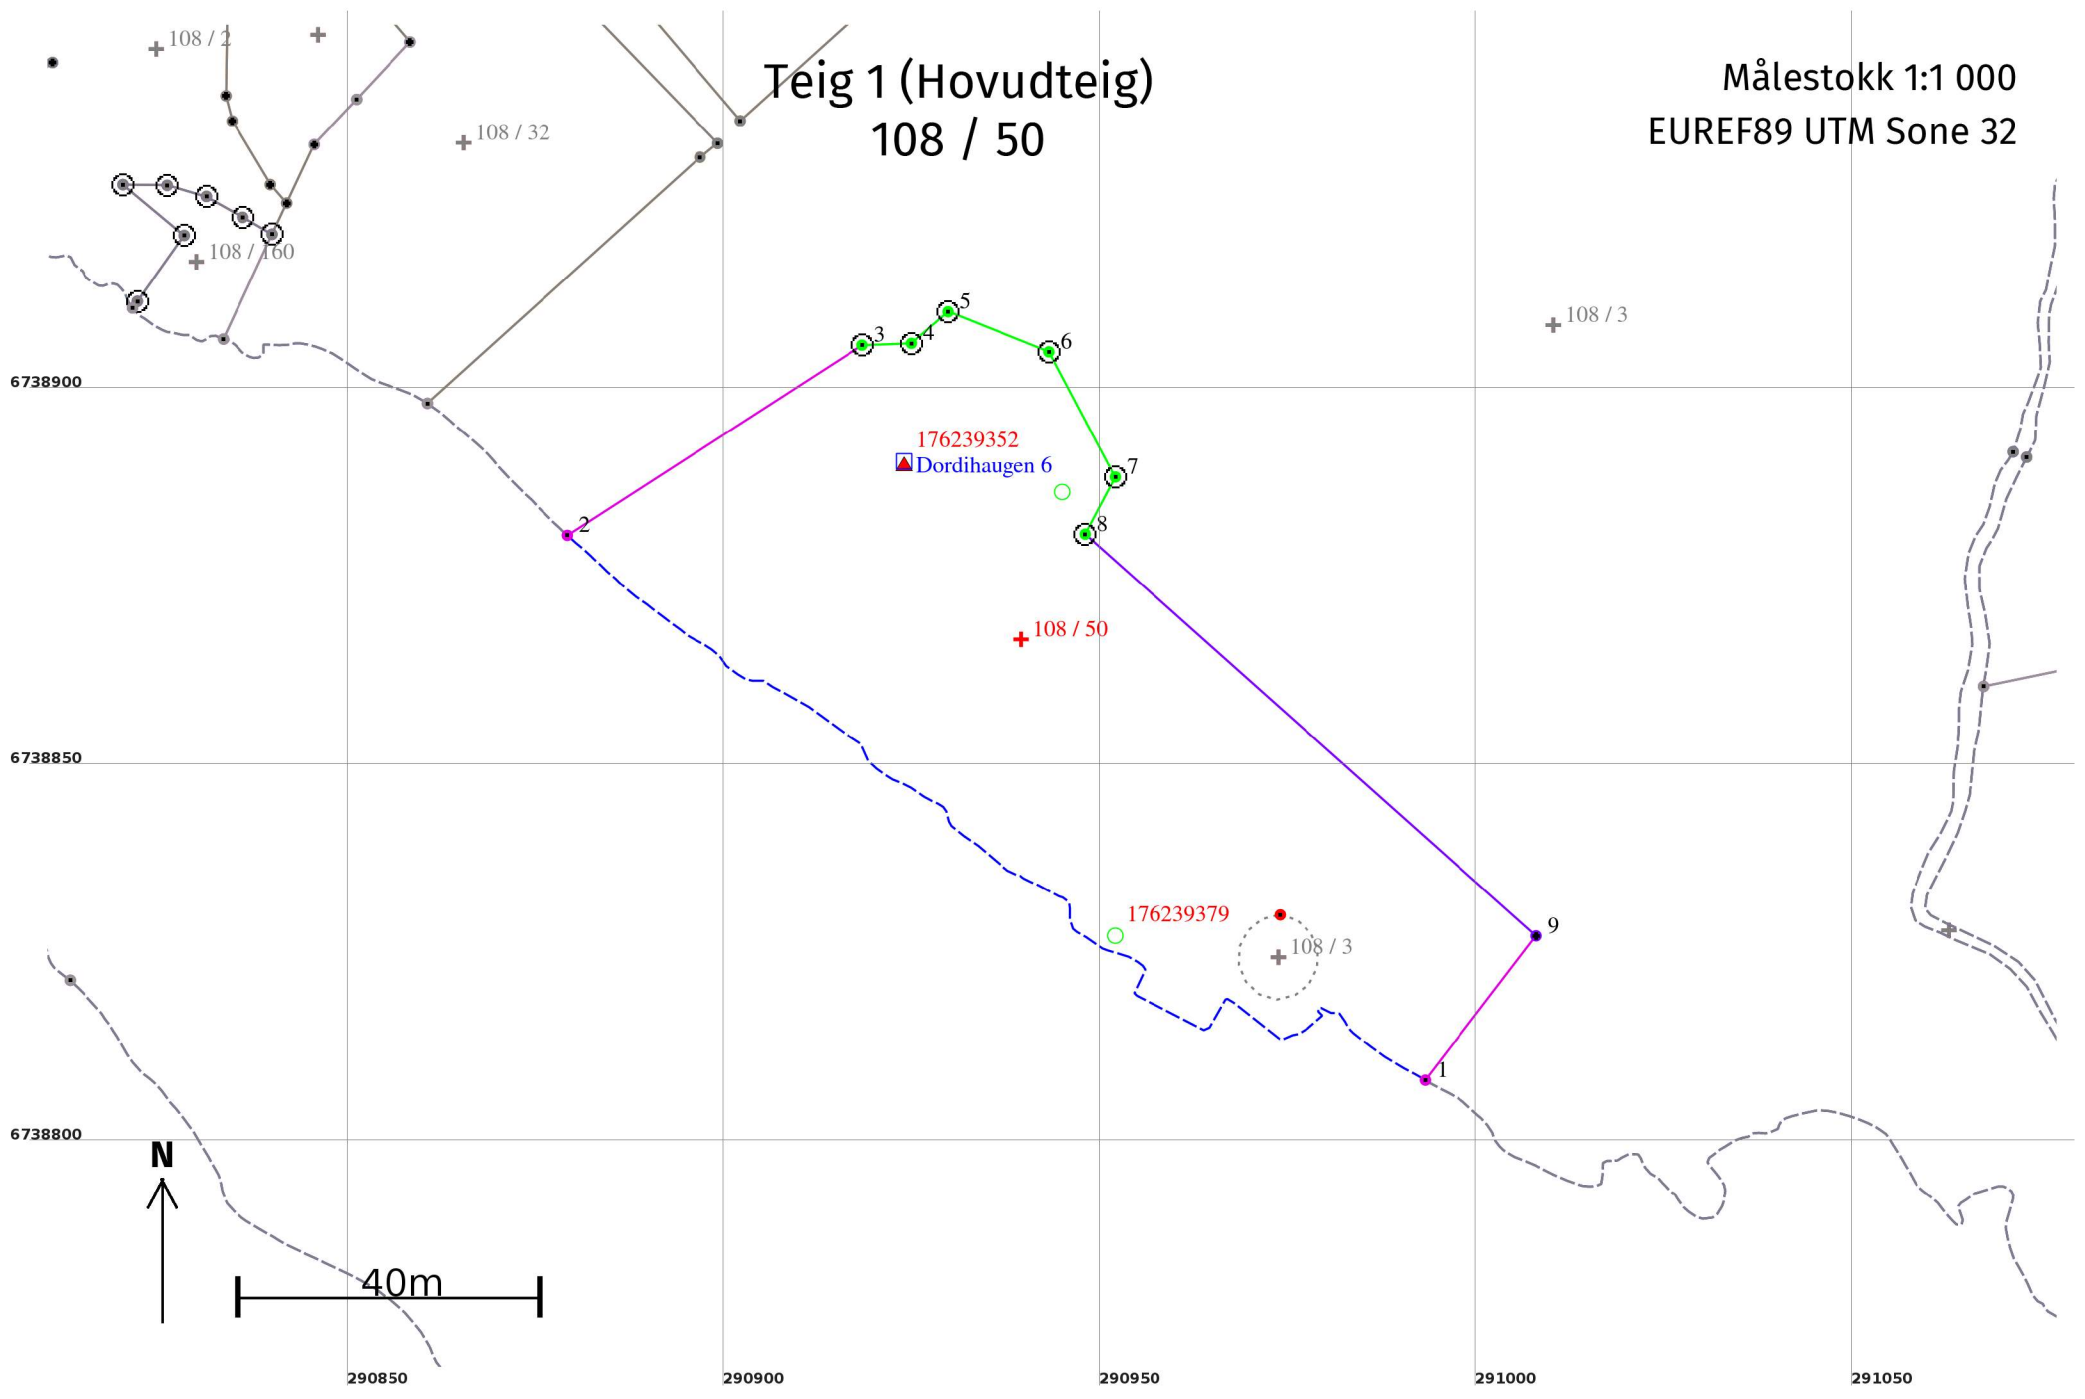 108 / 2
Teig 1 (Hovudteig)
108 / 50
Målestokk 1:1 000
EUREF89 UTM Sone 32
108 / 32
108 / 160
5
3
4
6
108 / 3
6738900
176239352
Dordihaugen 6
7
2
8
108 / 50
6738850
176239379
9
108 / 3
1
6738800
N
40m
290850
290900
290950
291000
291050